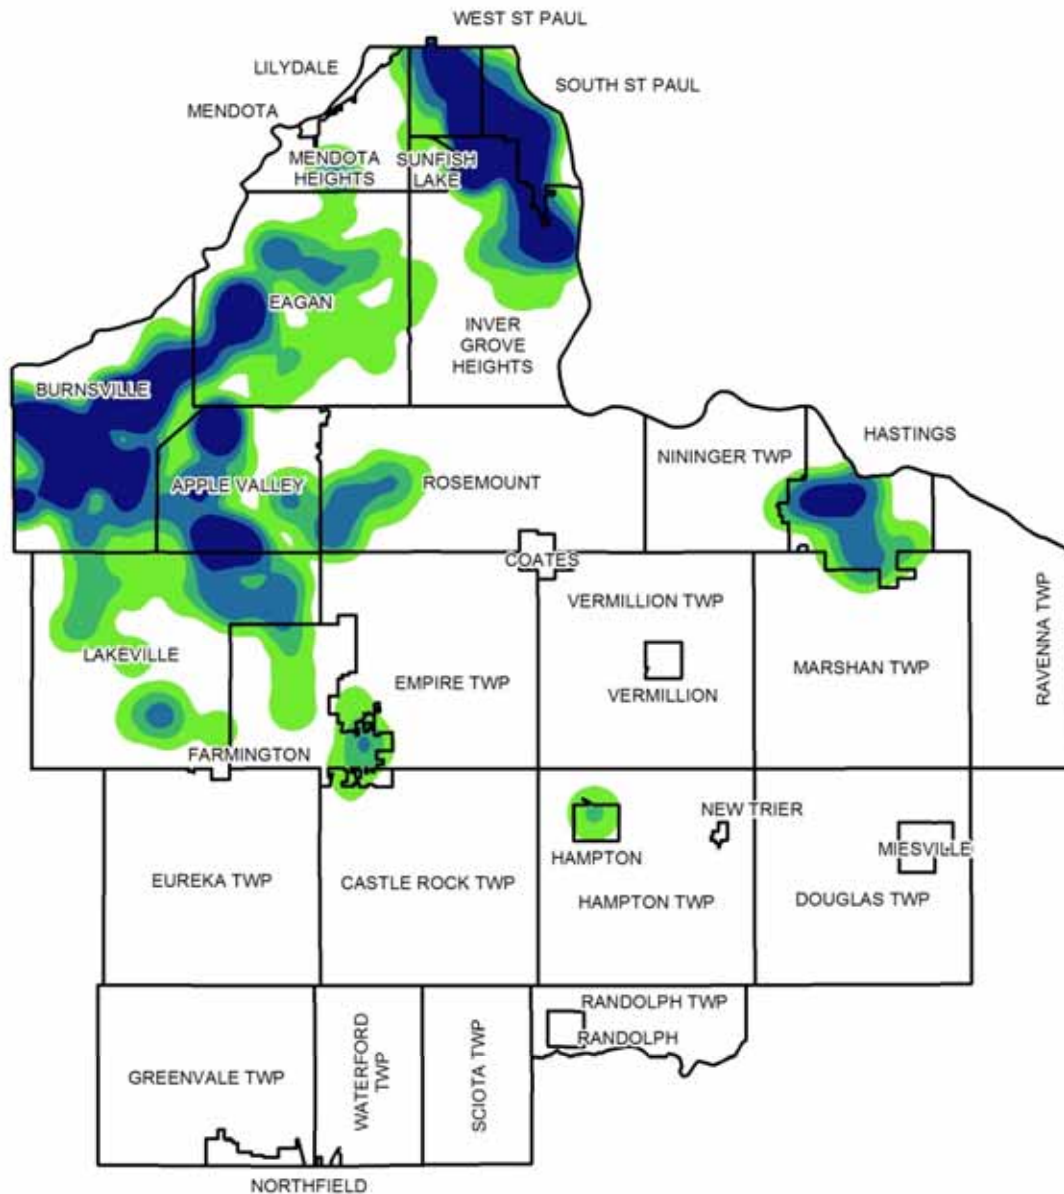 WEST ST PAUL
LILYDALE
SOUTH ST PAUL
MENDOTA
MENDOTA
HEIGHTS
SUNFISH
LAKE
EAGAN
INVER
GROVE
HEIGHTS
BURNSVILLE
HASTINGS
NININGER TWP
APPLE VALLEY
ROSEMOUNT
COATES
VERMILLION TWP
RAVENNA TWP
LAKEVILLE
EMPIRE TWP
MARSHAN TWP
VERMILLION
FARMINGTON
NEW TRIER
HAMPTON
MIESVILLE
EUREKA TWP
CASTLE ROCK TWP
HAMPTON TWP
DOUGLAS TWP
RANDOLPH TWP
RANDOLPH
WATERFORD
TWP
SCIOTA TWP
GREENVALE TWP
NORTHFIELD